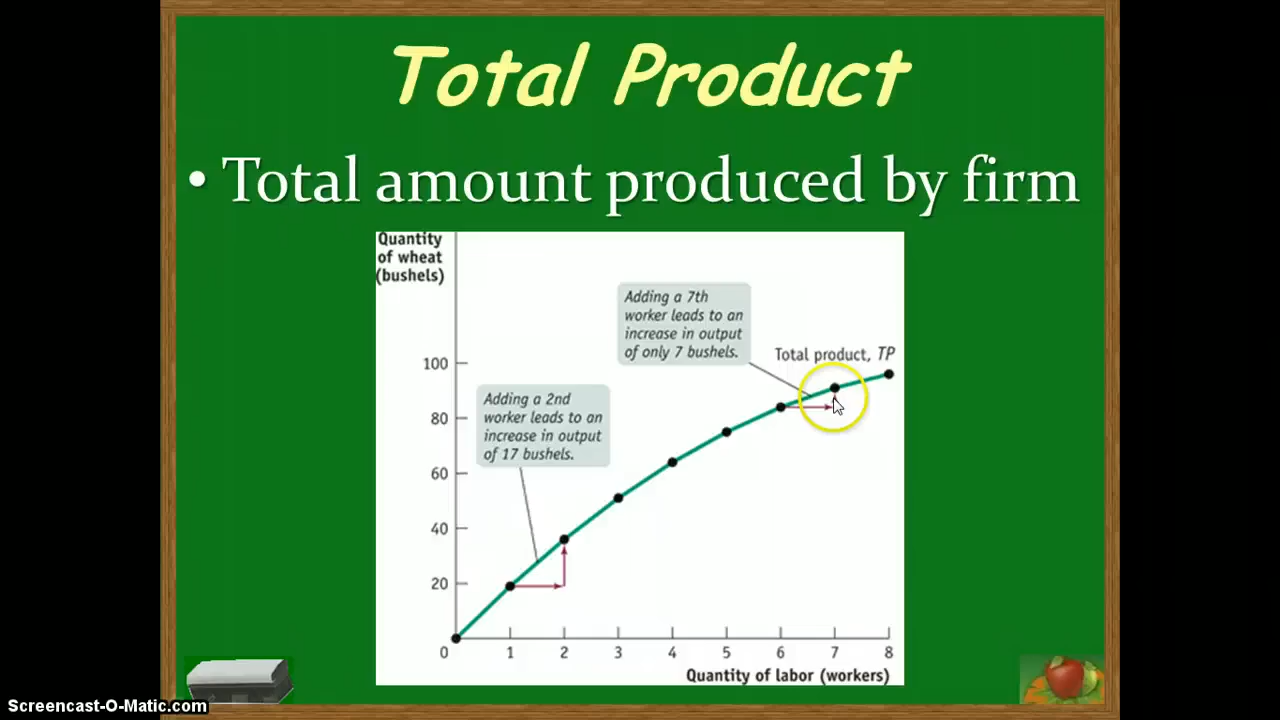 Total Product
• Total amount produced by firm
Quantity
of wheat
(bushels)
Adding a 7th
worker leads to an
increase in output
of only 7 bushels.
Total product, TP
100
Adding a 2nd
worker leads to an
increase in output
of 17 bushels.
80
60
40
20
0 1 2 3 4 5 6 7 8
Quantity of labor (workers)
Screencast-O-Matic.com